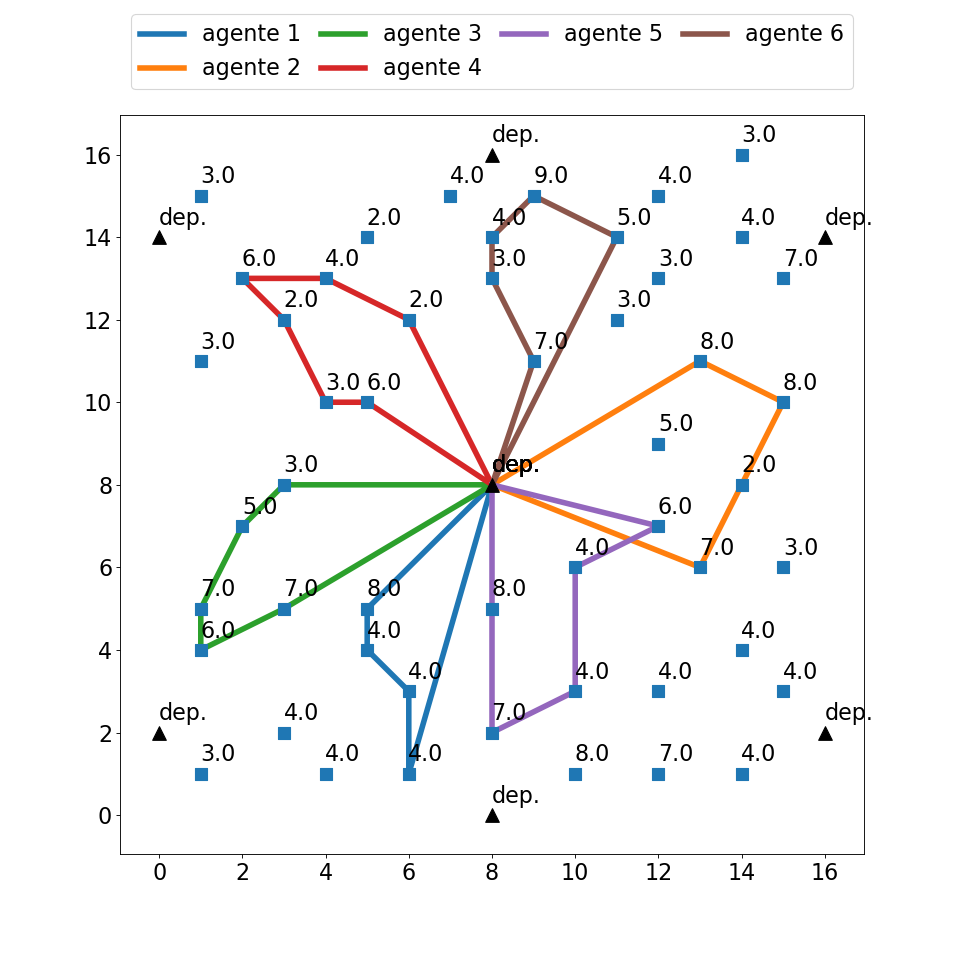 agente 1 agente 3 agente 5 agente 6
agente 2 agente 4
dep. 3.0
16
3.0 4.0 9.0 4.0
dep. 2.0 4.0 5.0 4.0 dep.
14
6.0 4.0 3.0 3.0 7.0
2.0 2.0 3.0
12
3.0 7.0 8.0
3.0 6.0 8.0
10
5.0
3.0 dep. 2.0
8
5.0 6.0
4.0 7.0 3.0
6
7.0 7.0 8.0 8.0
6.0 4.0 4.0
4
4.0 4.0 4.0 4.0
dep. 4.0 7.0 dep.
2
3.0 4.0 4.0 8.0 7.0 4.0
dep.
0
0 2 4 6 8 10 12 14 16